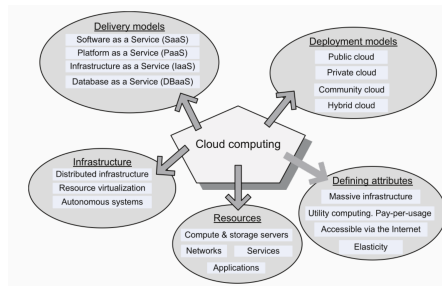 Delivery models
Software as a Service (SaaS)
Platform as a Service (PaaS)
Infrastructure as a Service (IaaS)
Database as a Service (DBaaS)
Deployment models
Public cloud
Private cloud
Community cloud
Hybrid cloud
Cloud computing
Infrastructure
Distributed infrastructure
Resource virtualization
Autonomous systems
Defining attributes
Massive infrastructure
Utility computing. Pay-per-usage
Accessible via the Internet
Elasticity
Resources
Compute & storage servers
Networks Services
Applications